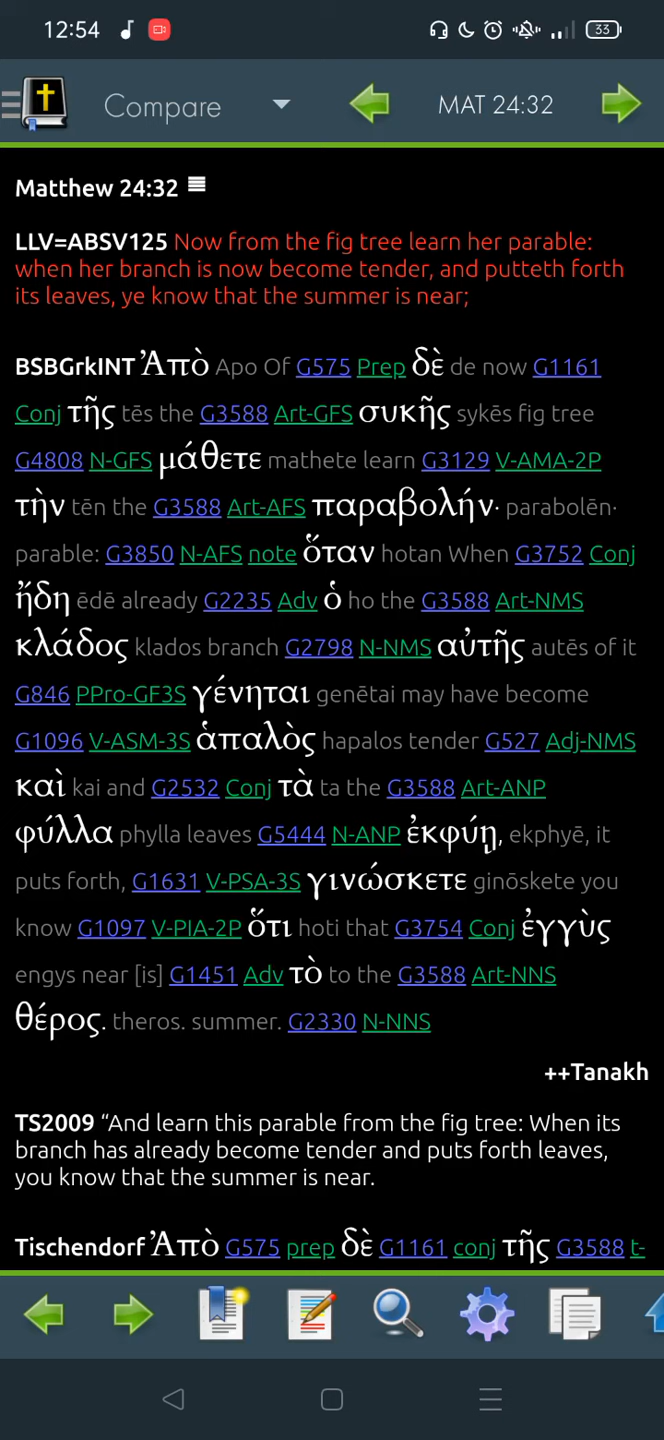 12:54
33
Compare
MAT 24:32
Matthew 24:32
LLV=ABSV125 Now from the fig tree learn her parable:
when her branch is now become tender, and putteth forth
its leaves, ye know that the summer is near;
BSBGrkINT Ἀπὸ Apo Of G575 Prep δὲ de now G1161
Conj τῆς tēs the G3588 Art-GFS συκῆς sykēs fig tree
G4808 N-GFS μάθετε mathete learn G3129 V-AMA-2P
τὴν tēn the G3588 Art-AFS παραβολήν· parabolēn·
parable: G3850 N-AFS note ὅταν hotan When G3752 Conj
ἤδη ēdē already G2235 Adv ὁ ho the G3588 Art-NMS
κλάδος klados branch G2798 N-NMS αὐτῆς autēs of it
G846 PPro-GF3S γένηται genētai may have become
G1096 V-ASM-3S ἁπαλὸς hapalos tender G527 Adj-NMS
καὶ kai and G2532 Conj τὰ ta the G3588 Art-ANP
φύλλα phylla leaves G5444 N-ANP ἐκφύῃ, ekphyē, it
puts forth, G1631 V-PSA-3S γινώσκετε ginōskete you
know G1097 V-PIA-2P ὅτι hoti that G3754 Conj ἐγγὺς
engys near [is] G1451 Adv τὸ to the G3588 Art-NNS
θέρος. theros. summer. G2330 N-NNS
++Tanakh
TS2009 “And learn this parable from the fig tree: When its
branch has already become tender and puts forth leaves,
you know that the summer is near.
Tischendorf Ἀπὸ G575 prep δὲ G1161 conj τῆς G3588 t-